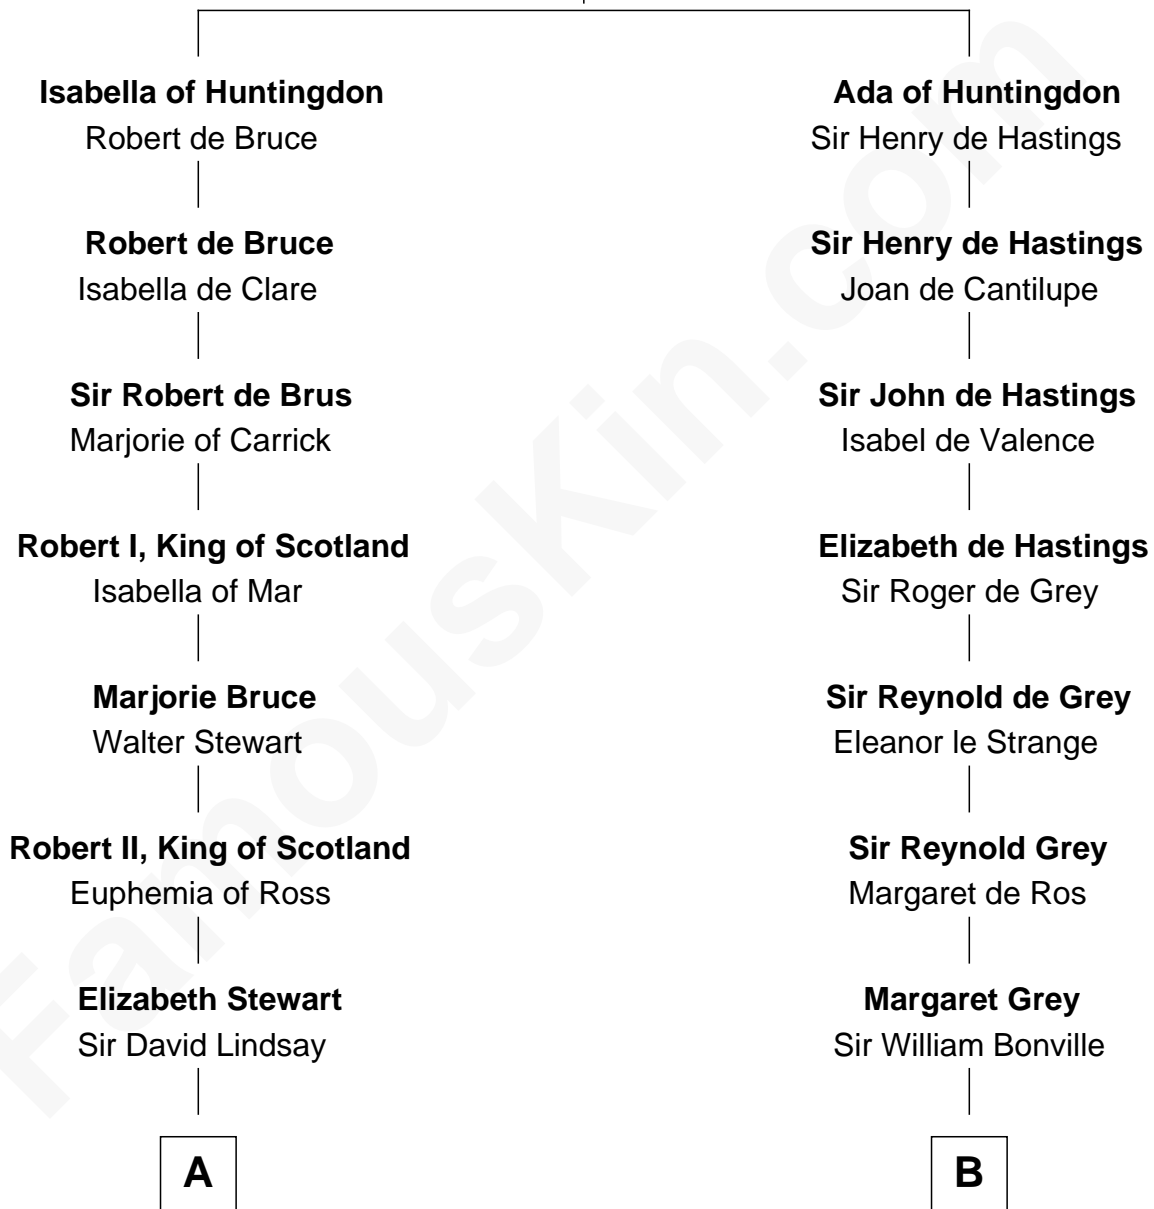 Isabella of Huntingdon
Robert de Bruce
Robert de Bruce
Isabella de Clare
Sir Robert de Brus
Marjorie of Carrick
Robert I, King of Scotland
Isabella of Mar
Marjorie Bruce
Walter Stewart
Robert II, King of Scotland
Euphemia of Ross
Elizabeth Stewart
Sir David Lindsay
A
Ada of Huntingdon
Sir Henry de Hastings
Sir Henry de Hastings
Joan de Cantilupe
Sir John de Hastings
Isabel de Valence
Elizabeth de Hastings
Sir Roger de Grey
Sir Reynold de Grey
Eleanor le Strange
Sir Reynold Grey
Margaret de Ros
Margaret Grey
Sir William Bonville
B
FamousKin.com